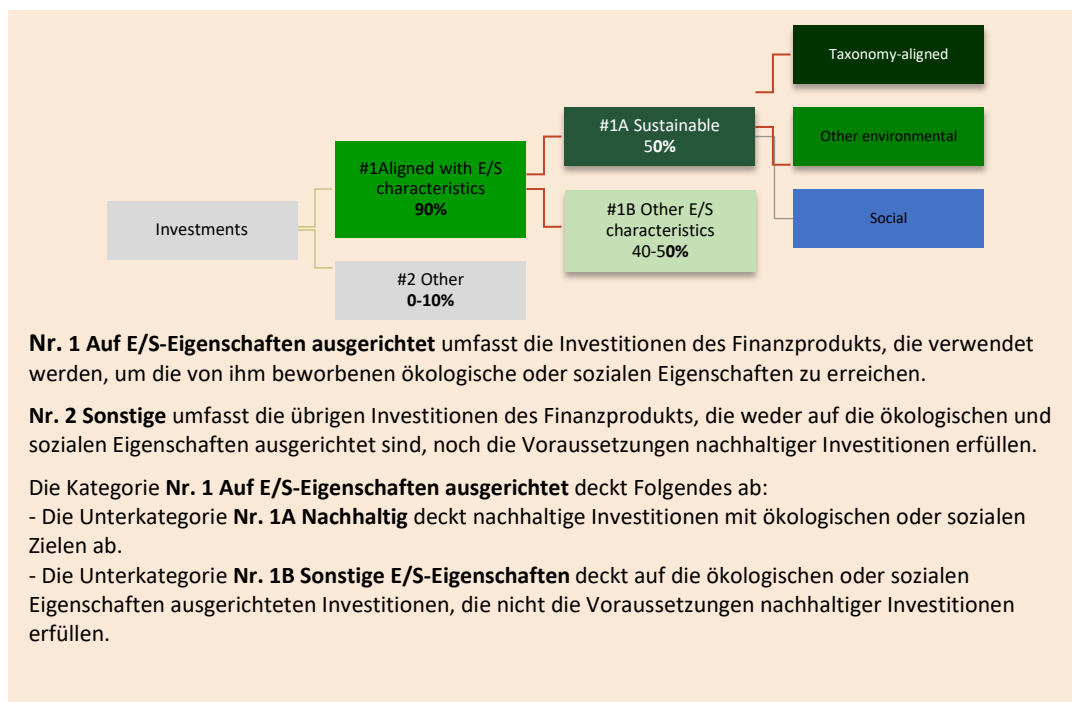 Taxonomy-aligned
#1A Sustainable
50%
Other environmental
#1Aligned with E/S
characteristics
90%
#1B Other E/S
characteristics
40-50%
Social
Investments
#2 Other
0-10%
Nr. 1 Auf E/S-Eigenschaften ausgerichtet umfasst die Investitionen des Finanzprodukts, die verwendet
werden, um die von ihm beworbenen ökologische oder sozialen Eigenschaften zu erreichen.
Nr. 2 Sonstige umfasst die übrigen Investitionen des Finanzprodukts, die weder auf die ökologischen und
sozialen Eigenschaften ausgerichtet sind, noch die Voraussetzungen nachhaltiger Investitionen erfüllen.
Die Kategorie Nr. 1 Auf E/S-Eigenschaften ausgerichtet deckt Folgendes ab:
- Die Unterkategorie Nr. 1A Nachhaltig deckt nachhaltige Investitionen mit ökologischen oder sozialen
Zielen ab.
- Die Unterkategorie Nr. 1B Sonstige E/S-Eigenschaften deckt auf die ökologischen oder sozialen
Eigenschaften ausgerichteten Investitionen, die nicht die Voraussetzungen nachhaltiger Investitionen
erfüllen.